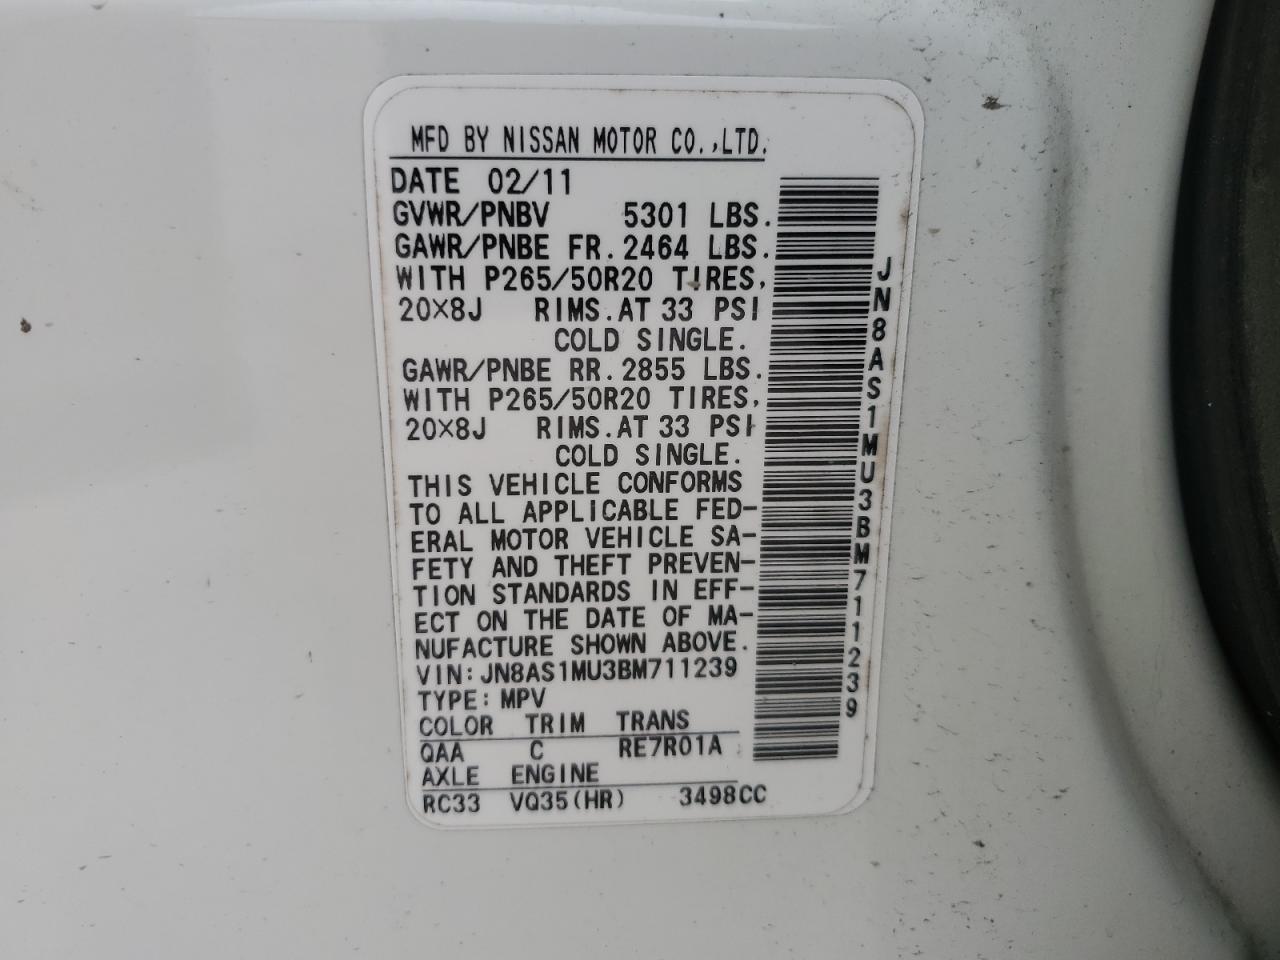 MFD BY NISSAN MOTOR CO.,LTD.
DATE 02/11
GVWR/PNBV 5301 LBS.
GAWR/PNBE FR. 2464 LBS.
WITH P265/50R20 TIRES,
20×8J RIMS. AT 33 PSI
COLD SINGLE.
GAWR/PNBE RR. 2855 LBS.
WITH P265/50R20 TIRES,
20×8J RIMS. AT 33 PSI
COLD SINGLE.
THIS VEHICLE CONFORMS
TO ALL APPLICABLE FED-
ERAL MOTOR VEHICLE SA-
FETY AND THEFT PREVEN-
TION STANDARDS IN EFF-
ECT ON THE DATE OF MA-
NUFACTURE SHOWN ABOVE.
VIN: JN8AS1MU3BM711239
TYPE: MPV
COLOR TRIM TRANS
QAA C RE7R01A
AXLE ENGINE
RC33 VQ35(HR) 3498CC
JN8AS1MU3BM711239